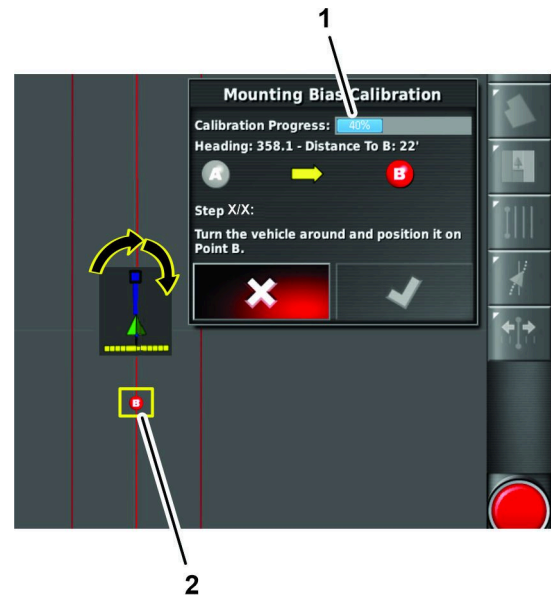 1
Mounting Bias Calibration
Calibration Progress: 40%
Heading: 358.1 - Distance To B: 22'
A B
Step X/X:
Turn the vehicle around and position it on
Point B.
B
2